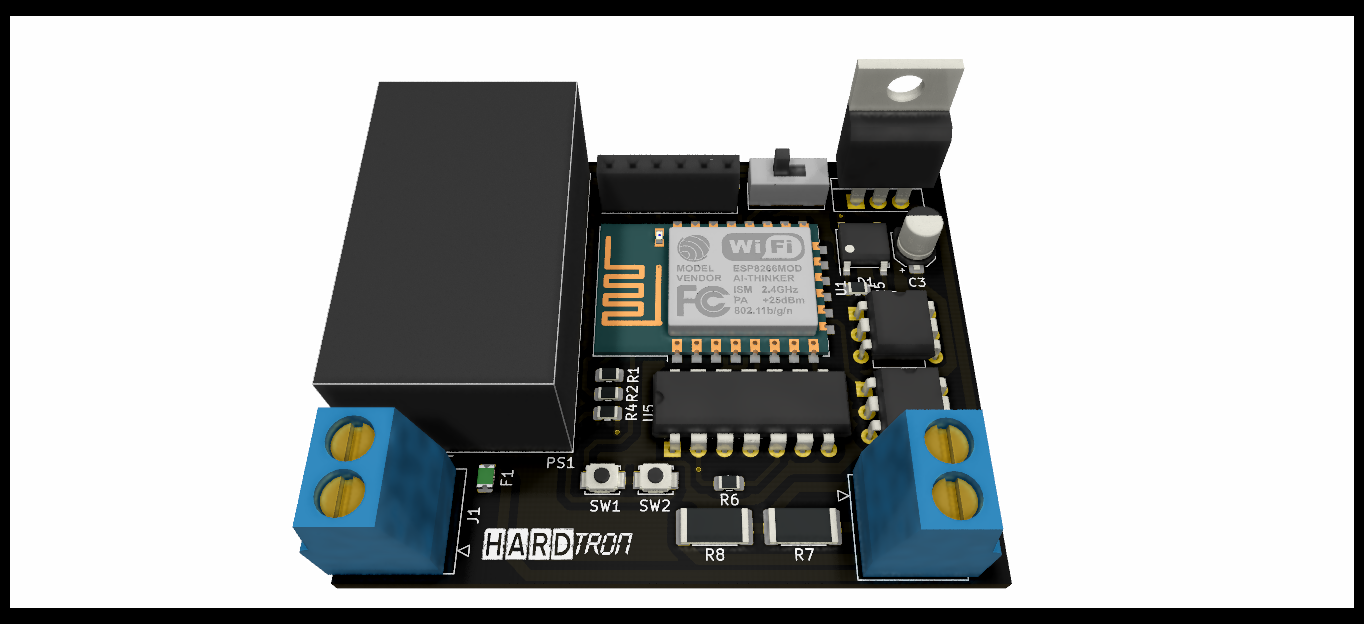 WiFi
MODEL ESP8266MOD
VENDOR AI-THINKER
FC
ISM 2.4GHz
PA +25dBm
802.11b/g/n
U1
C3
R1
R2
R4
U5
PS1
F1
J1
SW1
SW2
R6
R8
R7
HARDTRON